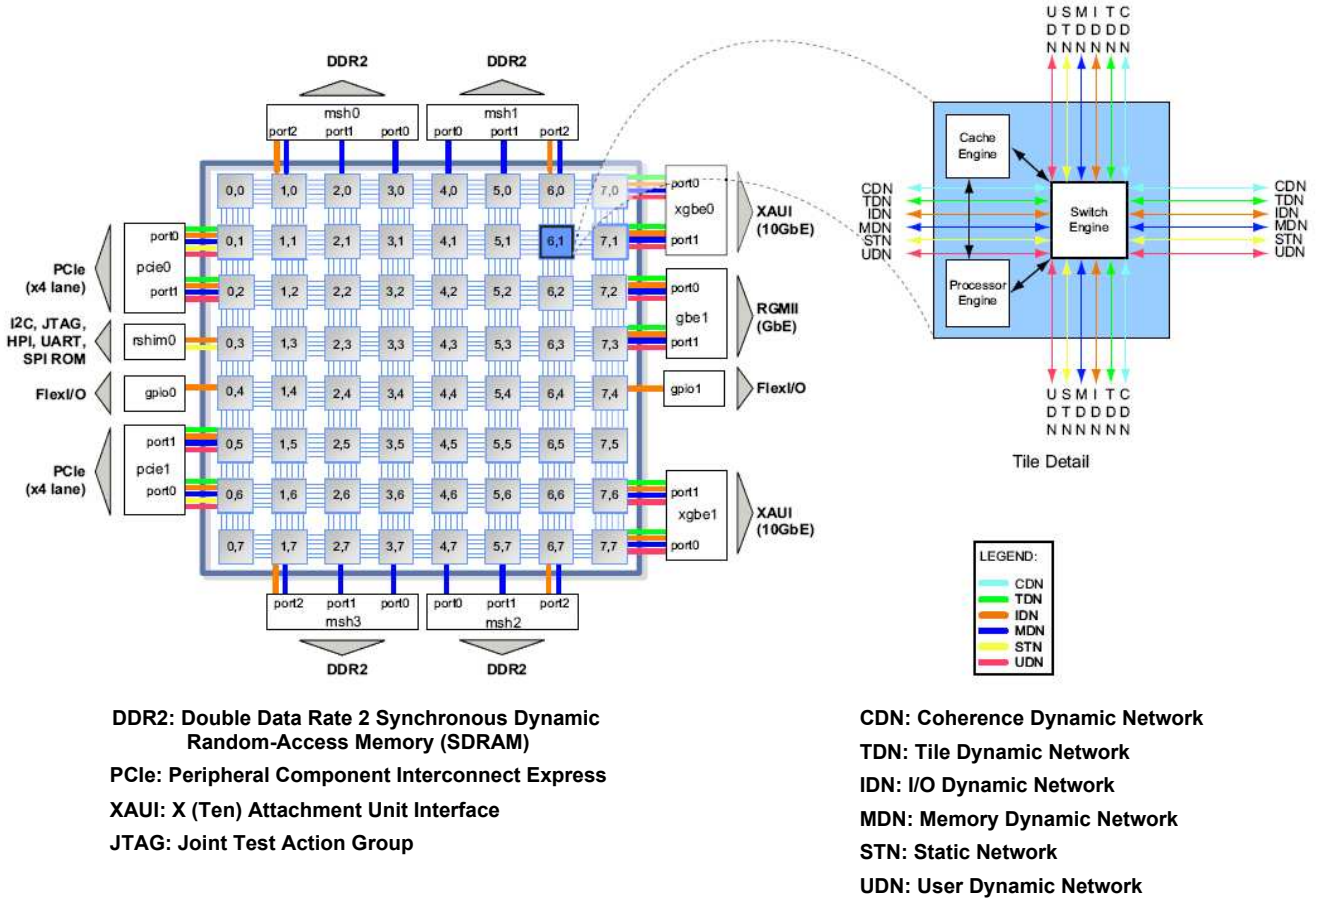 DDR2
DDR2
msh0
port2 port1 port0
msh1
port0 port1 port2
0,0 1,0 2,0 3,0 4,0 5,0 6,0 7,0
0,1 1,1 2,1 3,1 4,1 5,1 6,1 7,1
0,2 1,2 2,2 3,2 4,2 5,2 6,2 7,2
0,3 1,3 2,3 3,3 4,3 5,3 6,3 7,3
0,4 1,4 2,4 3,4 4,4 5,4 6,4 7,4
0,5 1,5 2,5 3,5 4,5 5,5 6,5 7,5
0,6 1,6 2,6 3,6 4,6 5,6 6,6 7,6
0,7 1,7 2,7 3,7 4,7 5,7 6,7 7,7
PCIe
(x4 lane)
port0
pcie0
port1
I2C, JTAG,
HPI, UART,
SPI ROM
rshim0
FlexI/O
gpio0
PCIe
(x4 lane)
port1
pcie1
port0
port0
xgbe0
port1
XAUI
(10GbE)
port0
gbe1
port1
RGMII
(GbE)
gpio1
FlexI/O
port1
xgbe1
port0
XAUI
(10GbE)
port2 port1 port0
msh3
port0 port1 port2
msh2
DDR2
DDR2
UDN STN MDN IDN TDN CDN
Cache
Engine
Switch
Engine
Processor
Engine
CDN
TDN
IDN
MDN
STN
UDN
CDN
TDN
IDN
MDN
STN
UDN
UDN STN MDN IDN TDN CDN
Tile Detail
LEGEND:
CDN
TDN
IDN
MDN
STN
UDN
DDR2: Double Data Rate 2 Synchronous Dynamic
Random-Access Memory (SDRAM)
PCIe: Peripheral Component Interconnect Express
XAUI: X (Ten) Attachment Unit Interface
JTAG: Joint Test Action Group
CDN: Coherence Dynamic Network
TDN: Tile Dynamic Network
IDN: I/O Dynamic Network
MDN: Memory Dynamic Network
STN: Static Network
UDN: User Dynamic Network